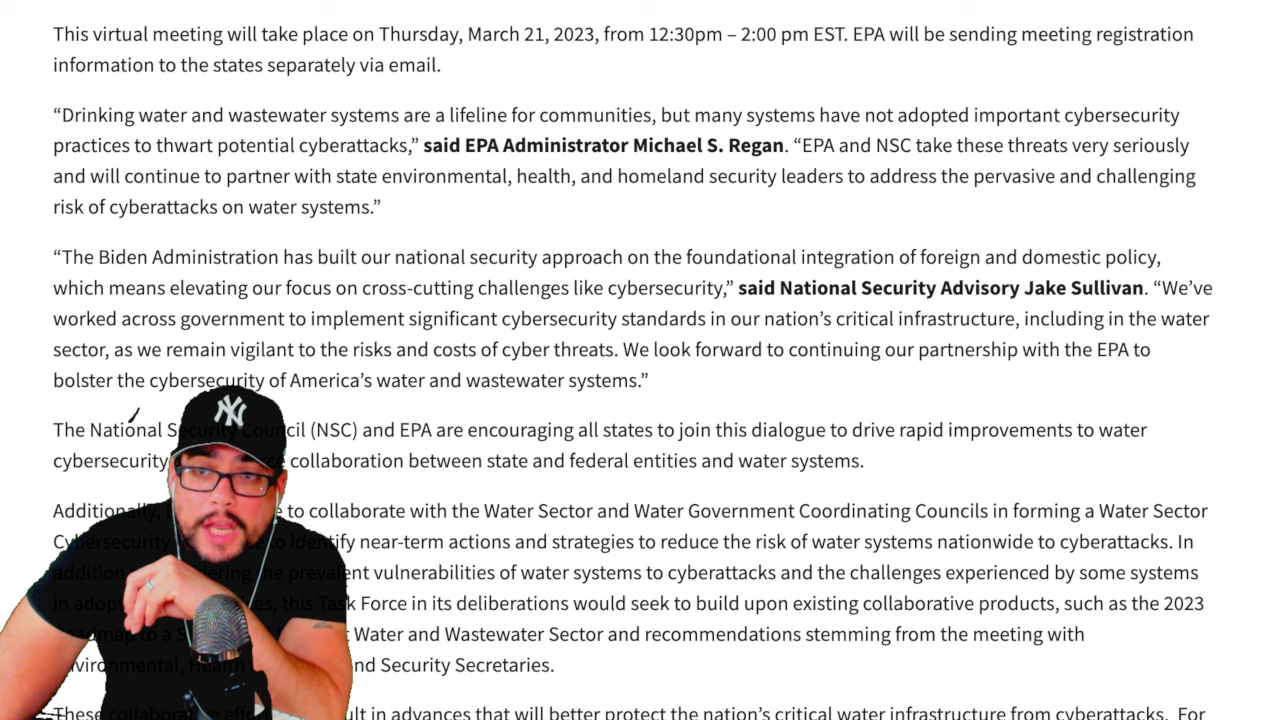 This virtual meeting will take place on Thursday, March 21, 2023, from 12:30pm – 2:00 pm EST. EPA will be sending meeting registration
information to the states separately via email.
“Drinking water and wastewater systems are a lifeline for communities, but many systems have not adopted important cybersecurity
practices to thwart potential cyberattacks,” said EPA Administrator Michael S. Regan. “EPA and NSC take these threats very seriously
and will continue to partner with state environmental, health, and homeland security leaders to address the pervasive and challenging
risk of cyberattacks on water systems.”
“The Biden Administration has built our national security approach on the foundational integration of foreign and domestic policy,
which means elevating our focus on cross-cutting challenges like cybersecurity,” said National Security Advisory Jake Sullivan. “We’ve
worked across government to implement significant cybersecurity standards in our nation’s critical infrastructure, including in the water
sector, as we remain vigilant to the risks and costs of cyber threats. We look forward to continuing our partnership with the EPA to
bolster the cybersecurity of America’s water and wastewater systems.”
The National Security Council (NSC) and EPA are encouraging all states to join this dialogue to drive rapid improvements to water
cybersecurity collaboration between state and federal entities and water systems.
Additionally, to collaborate with the Water Sector and Water Government Coordinating Councils in forming a Water Sector
Cybersecurity to identify near-term actions and strategies to reduce the risk of water systems nationwide to cyberattacks. In
the prevalent vulnerabilities of water systems to cyberattacks and the challenges experienced by some systems
in this Task Force in its deliberations would seek to build upon existing collaborative products, such as the 2023
to a Water and Wastewater Sector and recommendations stemming from the meeting with
Health and Security Secretaries.
These collaborative in advances that will better protect the nation’s critical water infrastructure from cyberattacks. For
NY